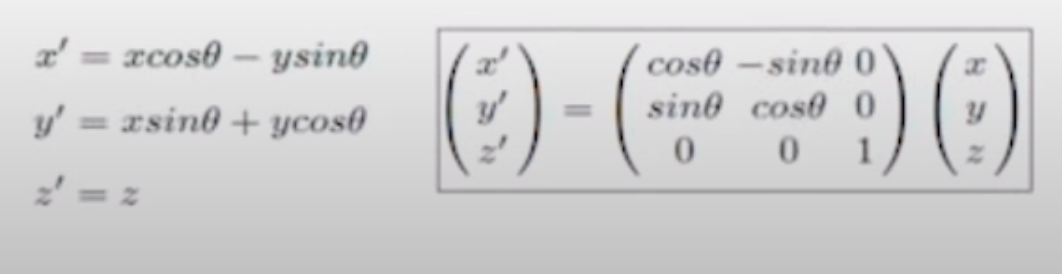 x′ = xcosθ − ysinθ
y′ = xsinθ + ycosθ
z′ = z
(x′ y′ z′) = (cosθ −sinθ 0 sinθ cosθ 0 0 0 1) (x y z)